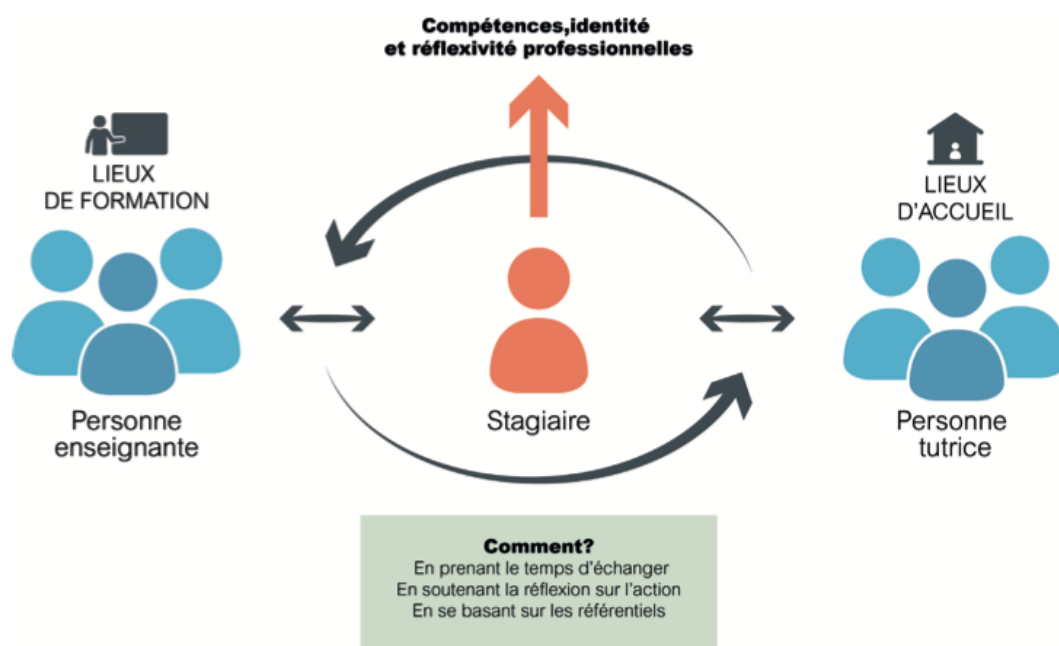 Compétences,identité
et réflexivité professionnelles
LIEUX
DE FORMATION
LIEUX
D'ACCUEIL
Personne
enseignante
Stagiaire
Personne
tutrice
Comment?
En prenant le temps d'échanger
En soutenant la réflexion sur l'action
En se basant sur les référentiels